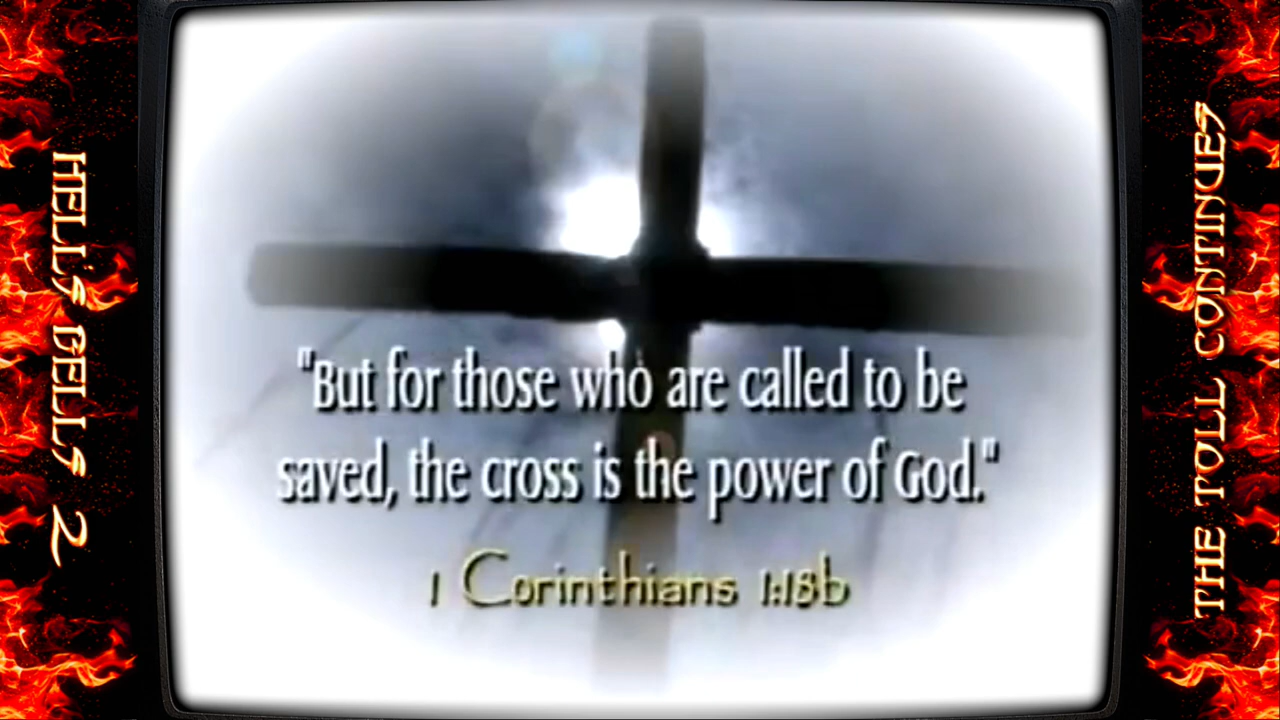 HELL'S BELLS 2
"But for those who are called to be
saved, the cross is the power of God."
1 Corinthians 1:18b
THE TOLL CONTINUES